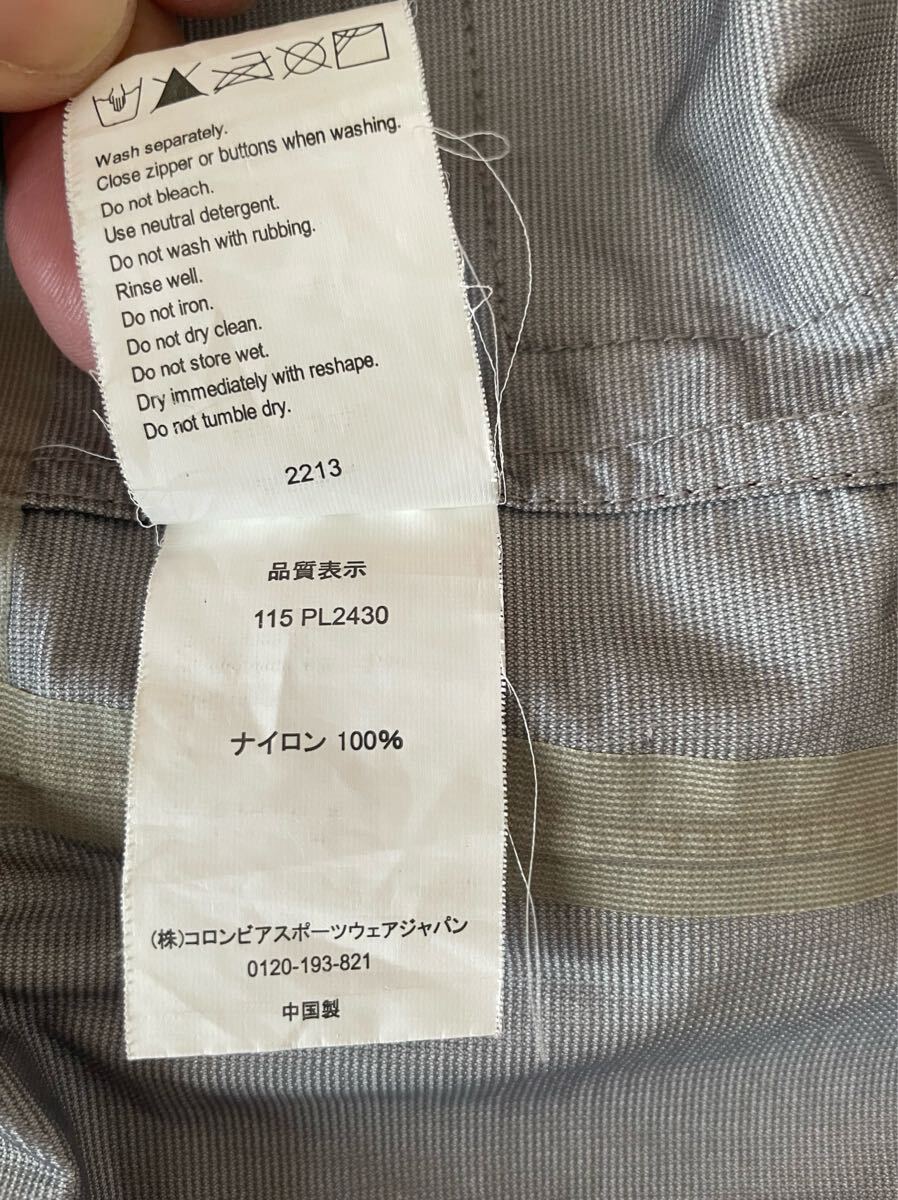 Wash separately.
Close zipper or buttons when washing.
Do not bleach.
Use neutral detergent.
Do not wash with rubbing.
Rinse well.
Do not iron.
Do not dry clean.
Do not store wet.
Dry immediately with reshape.
Do not tumble dry.
2213
品質表示
115 PL2430
ナイロン 100%
(株)コロンビアスポーツウェアジャパン
0120-193-821
中国製